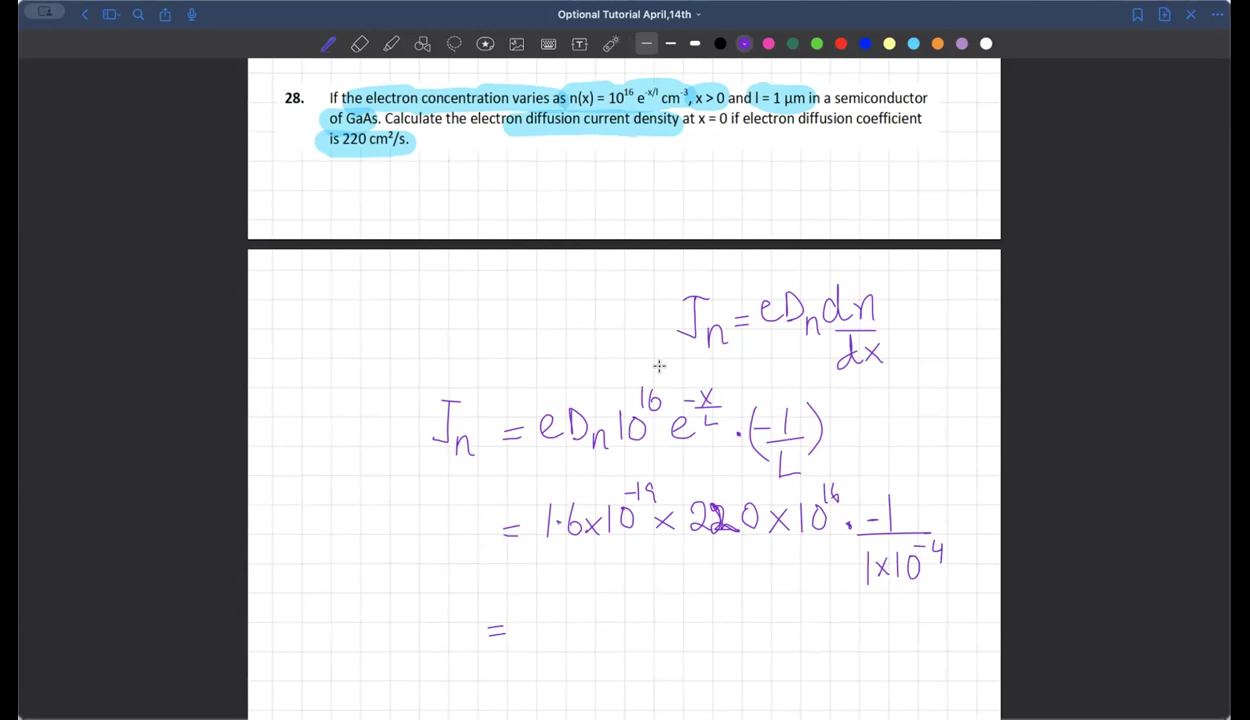 Optional Tutorial April,14th
28. If the electron concentration varies as n(x) = 10¹⁶ e⁻ˣ/ˡ cm⁻³, x > 0 and l = 1 μm in a semiconductor
of GaAs. Calculate the electron diffusion current density at x = 0 if electron diffusion coefficient
is 220 cm²/s.
Jₙ = eDₙ dn/dx
Jₙ = eDₙ 10¹⁶ e^(-x/L) · (-1/L)
= 1.6x10⁻¹⁹ x 220 x 10¹⁶ · -1/1x10⁻⁴
=